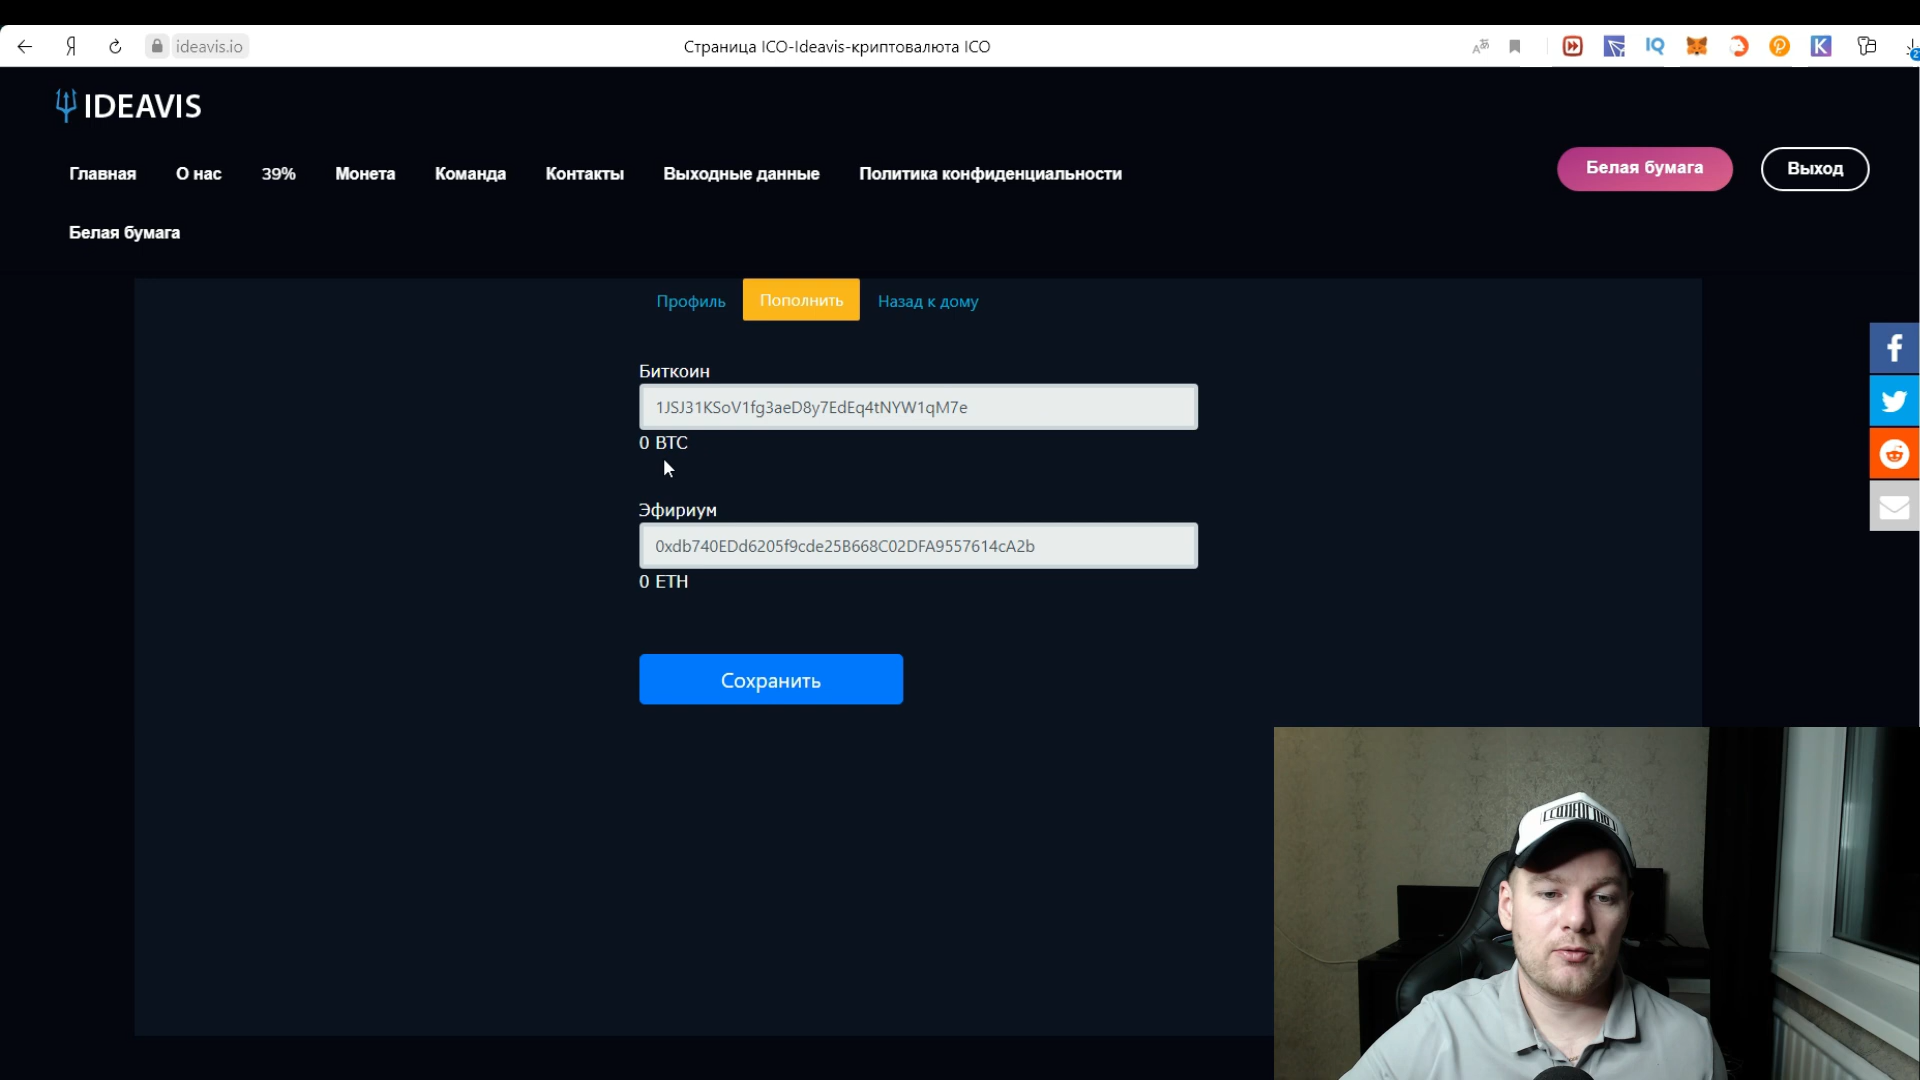 ideavis.io
Страница ICO-Ideavis-криптовалюта ICO
IDEAVIS
Главная О нас 39% Монета Команда Контакты Выходные данные Политика конфиденциальности
Белая бумага Выход
Белая бумага
Профиль Пополнить Назад к дому
Биткоин
1JSJ31KSoV1fg3aeD8y7EdEq4tNYW1qM7e
0 BTC
Эфириум
0xdb740EDd6205f9cde25B668C02DFA9557614cA2b
0 ETH
Сохранить